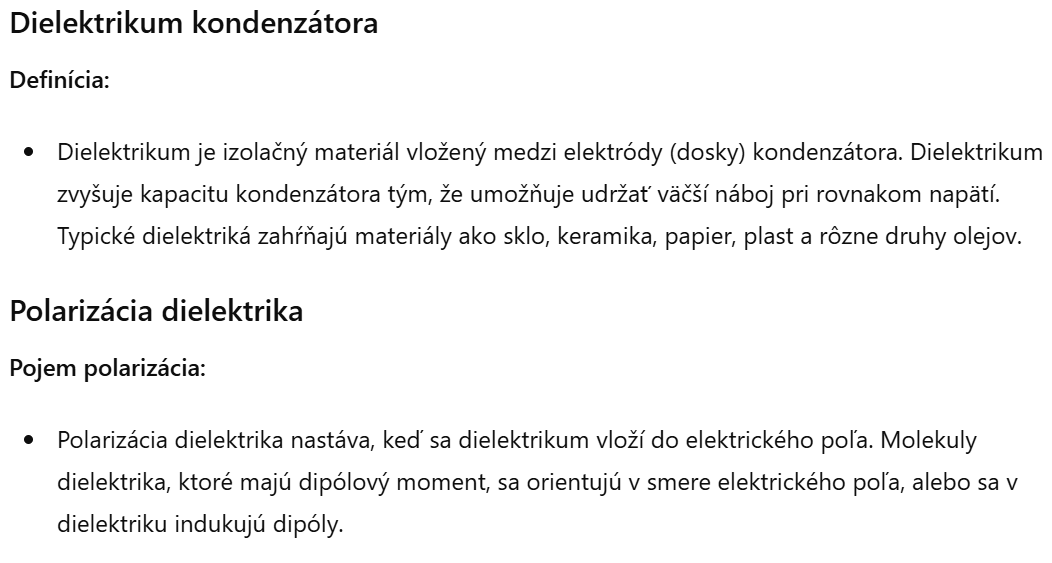 Dielektrikum kondenzátora
Definícia:
• Dielektrikum je izolačný materiál vložený medzi elektródy (dosky) kondenzátora. Dielektrikum
zvyšuje kapacitu kondenzátora tým, že umožňuje udržať väčší náboj pri rovnakom napätí.
Typické dielektriká zahŕňajú materiály ako sklo, keramika, papier, plast a rôzne druhy olejov.
Polarizácia dielektrika
Pojem polarizácia:
• Polarizácia dielektrika nastáva, keď sa dielektrikum vloží do elektrického poľa. Molekuly
dielektrika, ktoré majú dipólový moment, sa orientujú v smere elektrického poľa, alebo sa v
dielektriku indukujú dipóly.